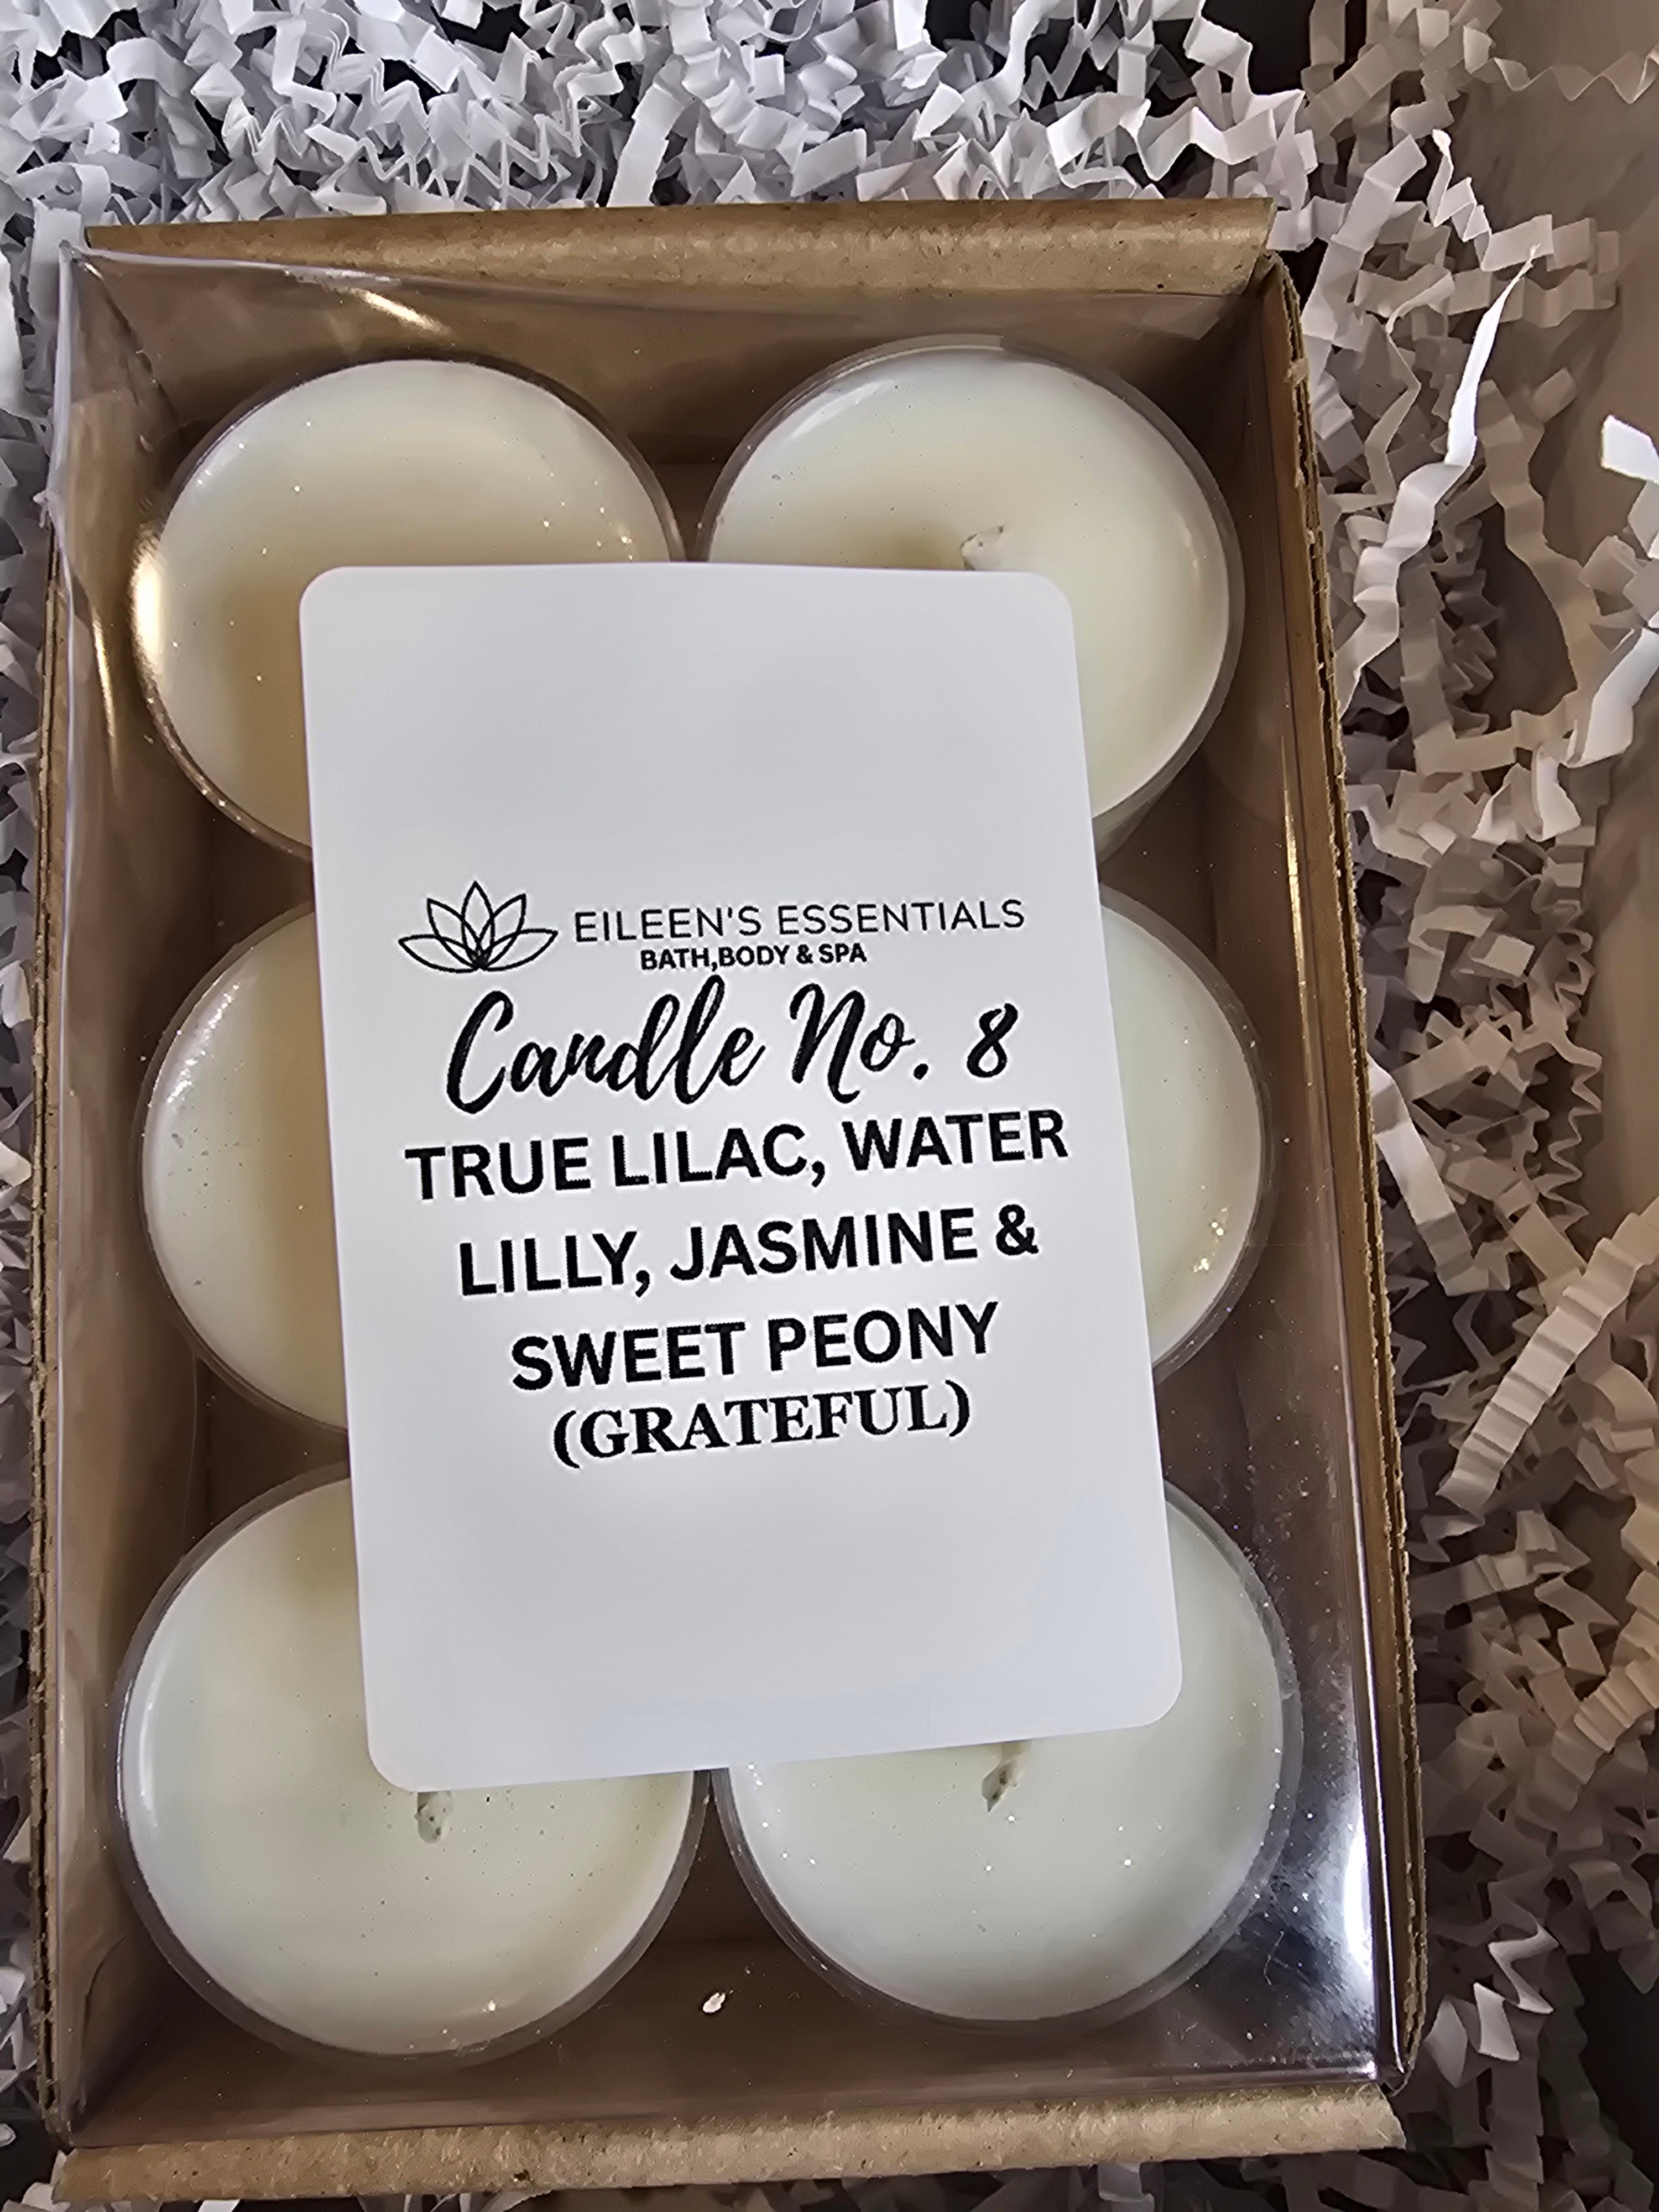 EILEEN'S ESSENTIALS
BATH,BODY & SPA
Candle No. 8
TRUE LILAC, WATER
LILLY, JASMINE &
SWEET PEONY
(GRATEFUL)